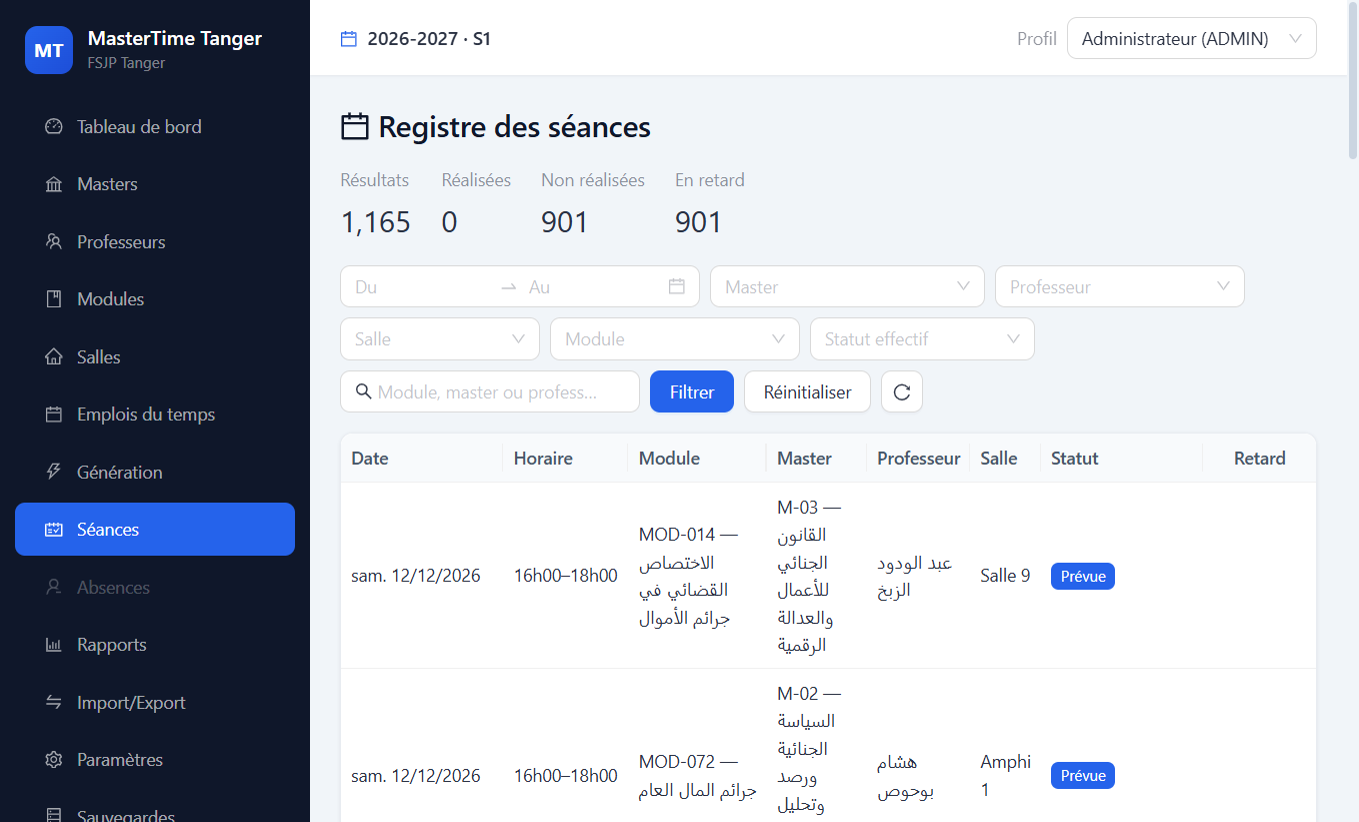 MT
MasterTime Tanger
FSJP Tanger
Tableau de bord
Masters
Professeurs
Modules
Salles
Emplois du temps
Génération
Séances
Absences
Rapports
Import/Export
Paramètres
Sauvegardes
2026-2027 · S1
Profil
Administrateur (ADMIN)
Registre des séances
Résultats Réalisées Non réalisées En retard
1,165 0 901 901
Du → Au
Master
Professeur
Salle
Module
Statut effectif
Module, master ou profess...
Filtrer
Réinitialiser
Date Horaire Module Master Professeur Salle Statut Retard
sam. 12/12/2026
16h00–18h00
MOD-014 —
الاختصاص
القضائي في
جرائم الأموال
M-03 —
القانون
الجنائي
للأعمال
والعدالة
الرقمية
عبد الودود
الزبخ
Salle 9
Prévue
sam. 12/12/2026
16h00–18h00
MOD-072 —
جرائم المال العام
M-02 —
السياسة
الجنائية
ورصد
وتحليل
هشام
بوحوص
Amphi
1
Prévue